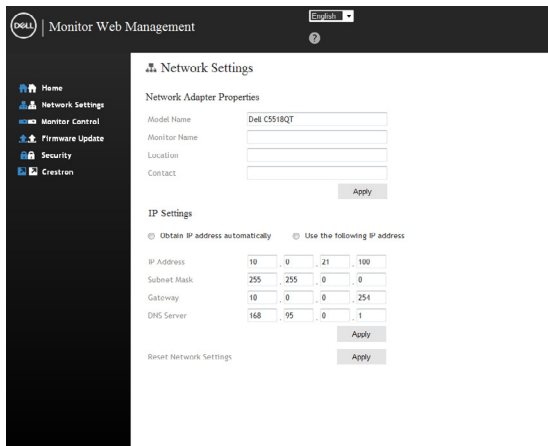 DELL Monitor Web Management
English
?
Home
Network Settings
Monitor Control
Firmware Update
Security
Crestron
Network Settings
Network Adapter Properties
Model Name Dell C5518QT
Monitor Name
Location
Contact
Apply
IP Settings
Obtain IP address automatically Use the following IP address
IP Address 10 . 0 . 21 . 100
Subnet Mask 255 . 255 . 0 . 0
Gatoway 10 . 0 . 0 . 254
DNS Server 168 . 95 . 0 . 1
Apply
Reset Network Settings Apply